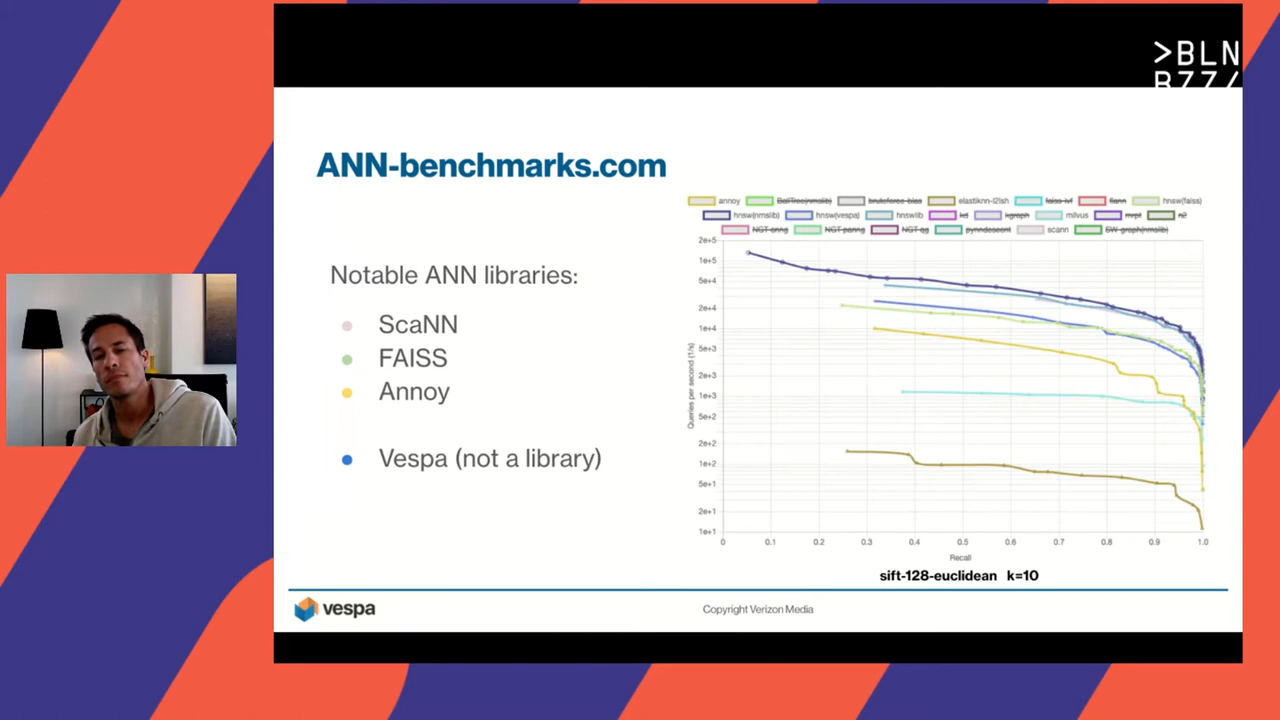 >BLN
BZZ/
ANN-benchmarks.com
Notable ANN libraries:
ScaNN
FAISS
Annoy
Vespa (not a library)
annoy BallTree(nmslib) bruteforce-blas elastiknn-l2lsh faiss-ivf flann hnsw(faiss)
hnsw(nmslib) hnsw(vespa) hnswlib kd kgraph milvus mrpt n2
NGT-onng NGT-panng NGT-qg pynndescent scann SW-graph(nmslib)
Queries per second (1/s)
2e+5
1e+5
5e+4
2e+4
1e+4
5e+3
2e+3
1e+3
5e+2
2e+2
1e+2
5e+1
2e+1
1e+1
0 0.1 0.2 0.3 0.4 0.5 0.6 0.7 0.8 0.9 1.0
Recall
sift-128-euclidean k=10
vespa
Copyright Verizon Media